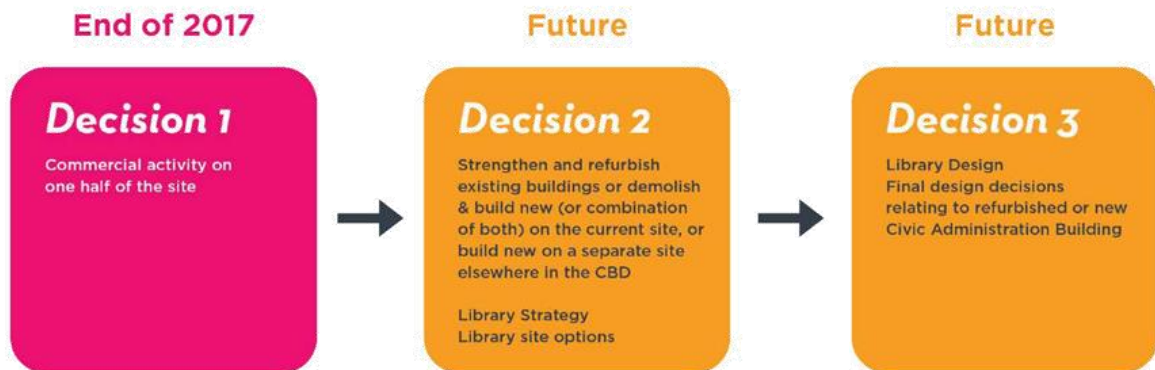 End of 2017
Decision 1
Commercial activity on
one half of the site
Future
Decision 2
Strengthen and refurbish
existing buildings or demolish
& build new (or combination
of both) on the current site, or
build new on a separate site
elsewhere in the CBD
Library Strategy
Library site options
Future
Decision 3
Library Design
Final design decisions
relating to refurbished or new
Civic Administration Building